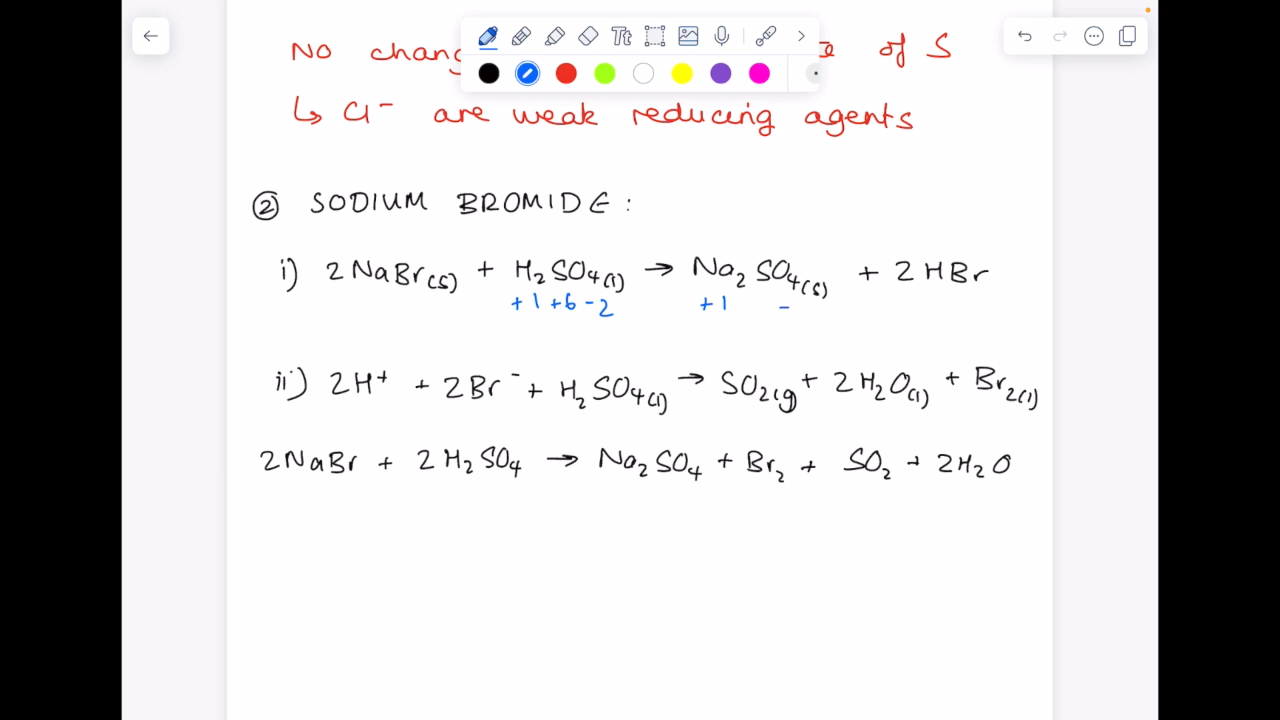 No chang of S
↳ Cl⁻ are weak reducing agents
② SODIUM BROMIDE :
i) 2NaBr(s) + H₂SO₄(l) → Na₂SO₄(s) + 2HBr
+1 +6 -2 +1 -
ii) 2H⁺ + 2Br⁻ + H₂SO₄(l) → SO₂(g) + 2H₂O(l) + Br₂(l)
2NaBr + 2H₂SO₄ → Na₂SO₄ + Br₂ + SO₂ + 2H₂O